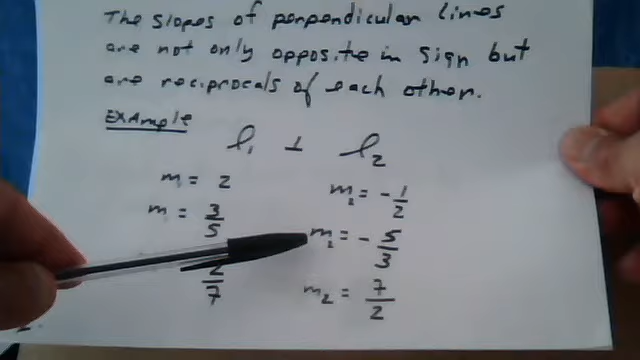 The slopes of perpendicular lines
are not only opposite in sign but
are reciprocals of each other.
Example
l₁ ⊥ l₂
m = 2 m₂ = -1/2
m = 3/5 m₂ = -5/3
2/7 m₂ = 7/2